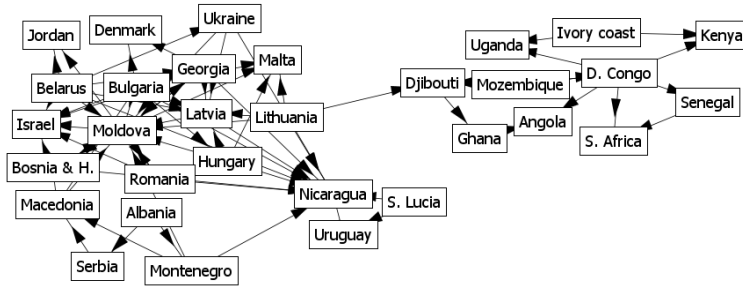 Ukraine
Jordan
Denmark
Ivory coast
Kenya
Uganda
Georgia
Malta
Belarus
Bulgaria
Djibouti
Mozembique
D. Congo
Senegal
Israel
Moldova
Latvia
Lithuania
Angola
Ghana
S. Africa
Bosnia & H.
Hungary
Romania
Nicaragua
S. Lucia
Macedonia
Albania
Uruguay
Serbia
Montenegro